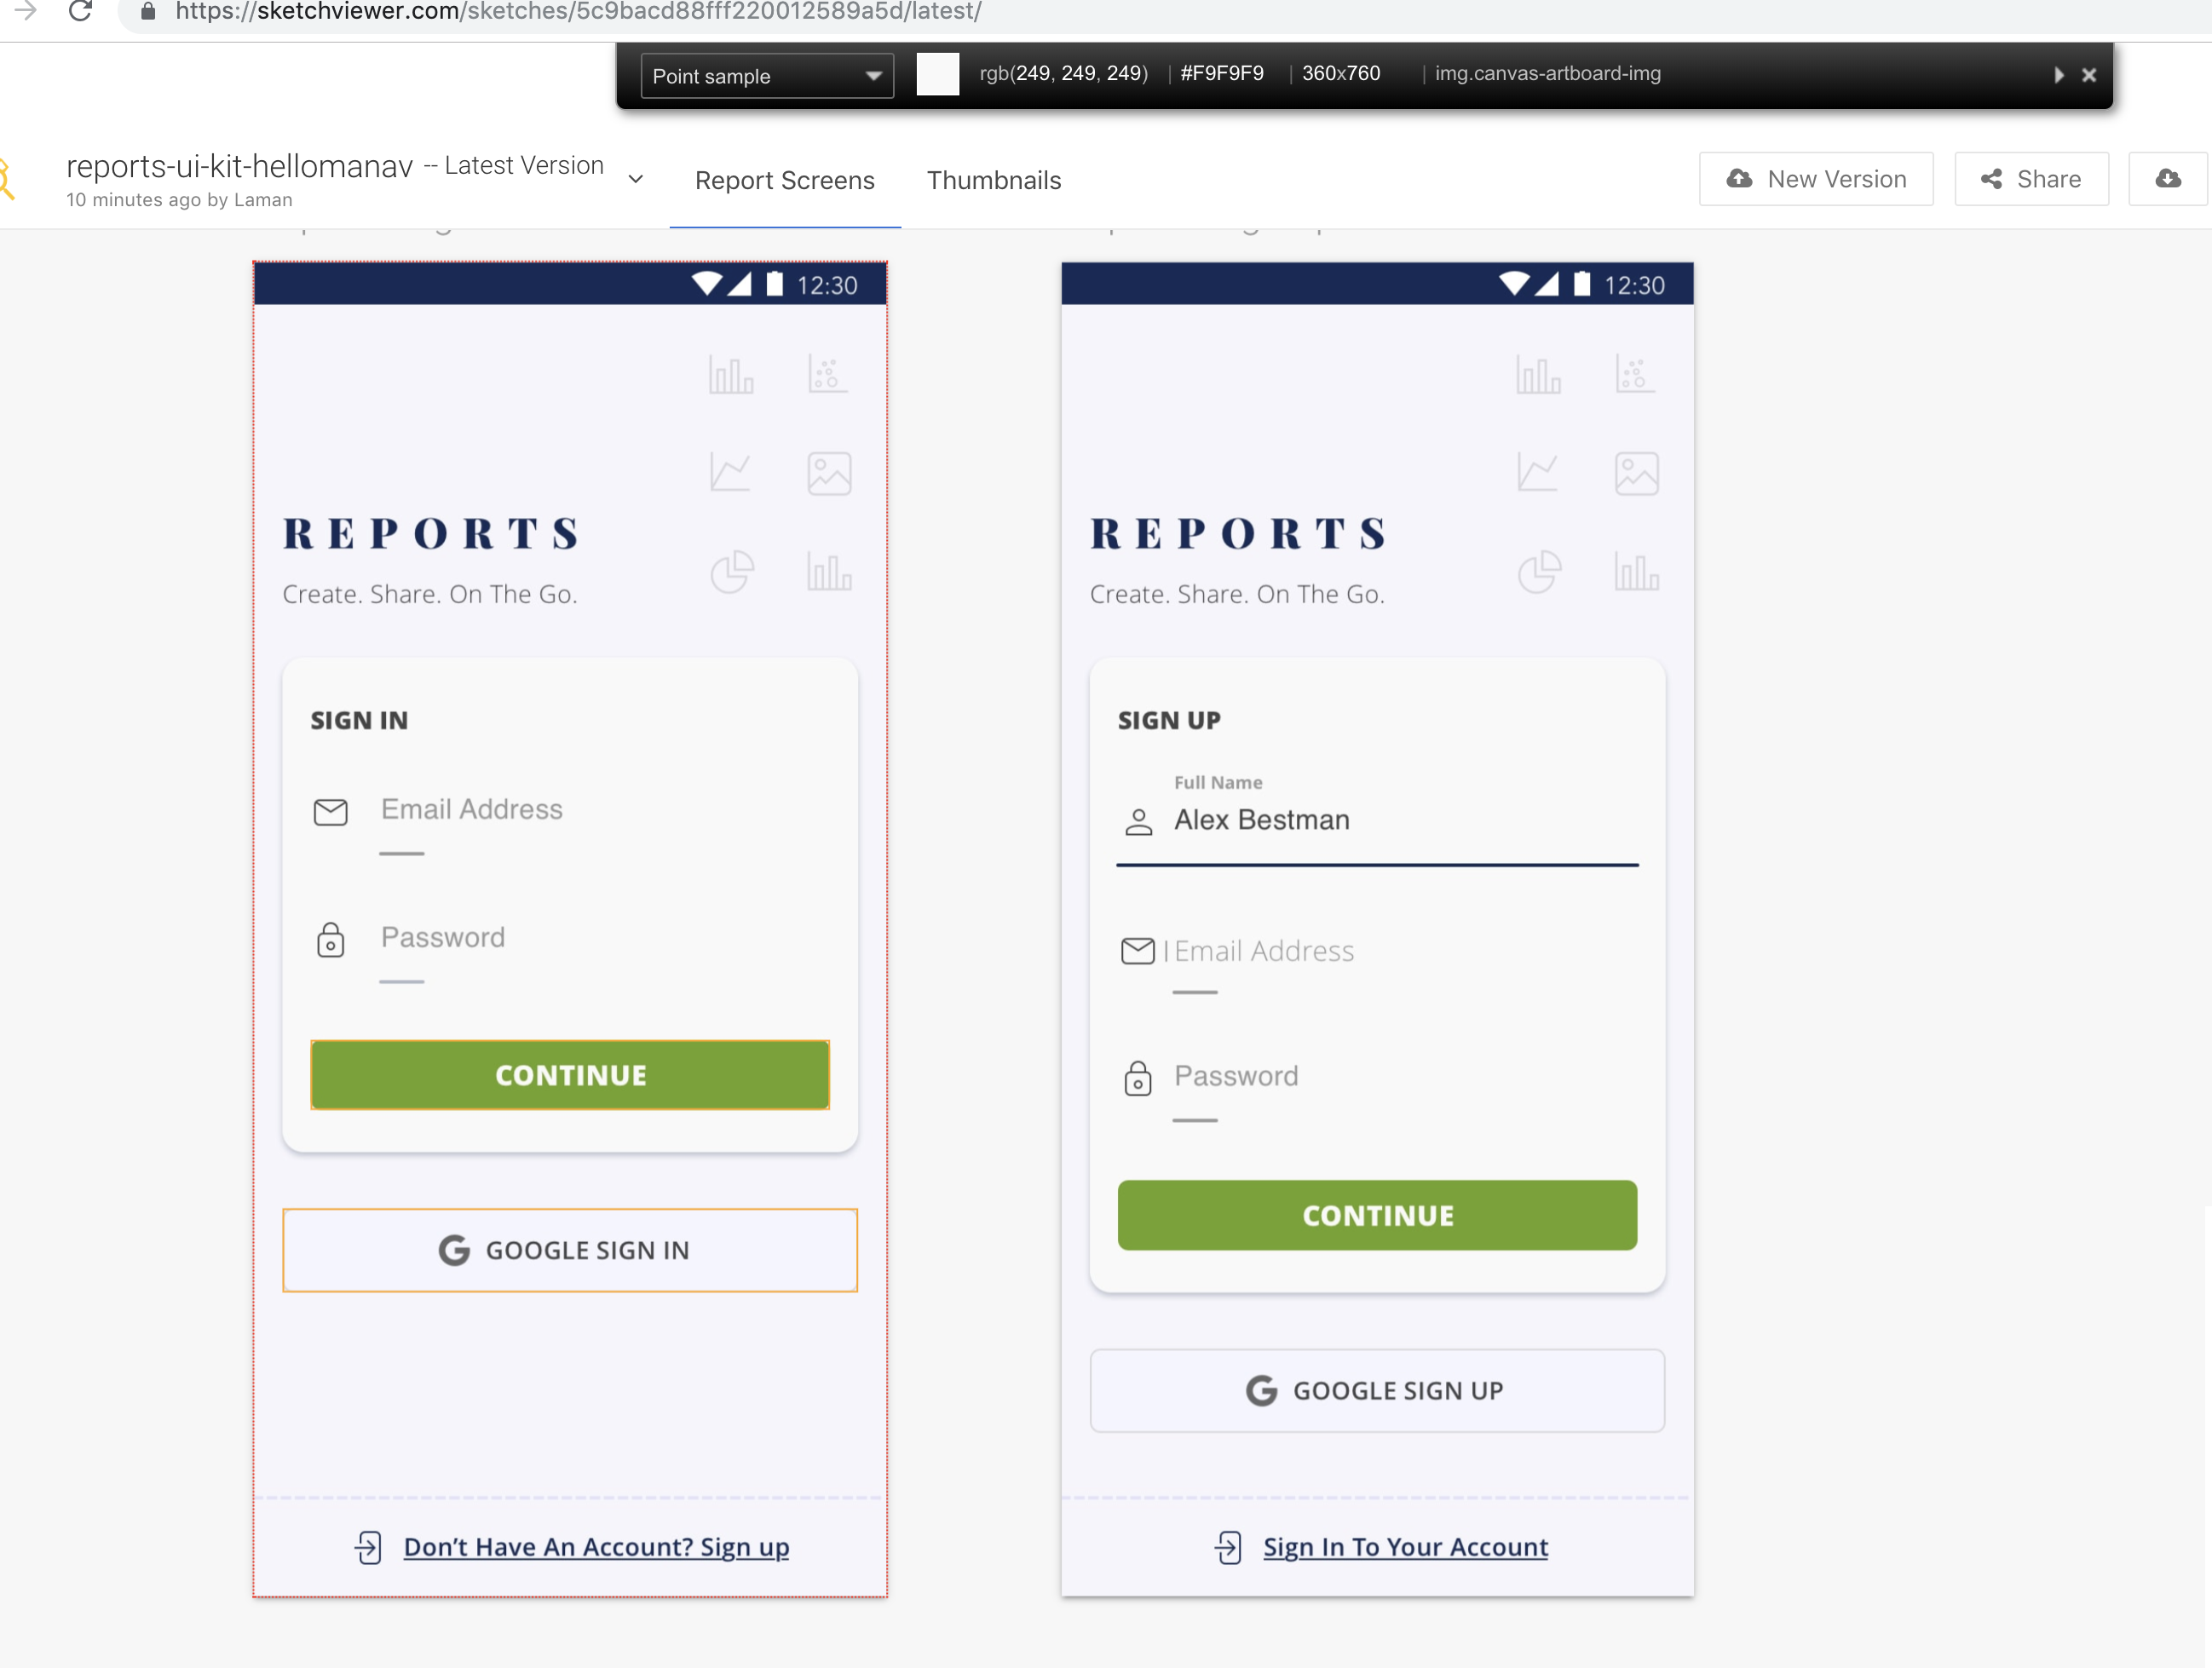 https://sketchviewer.com/sketches/5c9bacd88fff220012589a5d/latest/
Point sample
rgb(249, 249, 249) | #F9F9F9 | 360x760 | img.canvas-artboard-img
reports-ui-kit-hellomanav -- Latest Version
10 minutes ago by Laman
Report Screens
Thumbnails
New Version
Share
12:30
REPORTS
Create. Share. On The Go.
SIGN IN
Email Address
Password
CONTINUE
GOOGLE SIGN IN
Don’t Have An Account? Sign up
12:30
REPORTS
Create. Share. On The Go.
SIGN UP
Full Name
Alex Bestman
Email Address
Password
CONTINUE
GOOGLE SIGN UP
Sign In To Your Account